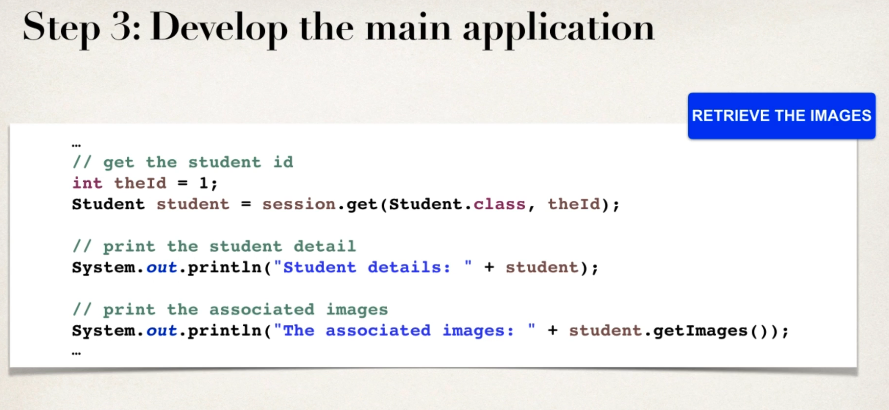 Step 3: Develop the main application
RETRIEVE THE IMAGES
…
// get the student id
int theId = 1;
Student student = session.get(Student.class, theId);
// print the student detail
System.out.println("Student details: " + student);
// print the associated images
System.out.println("The associated images: " + student.getImages());
…